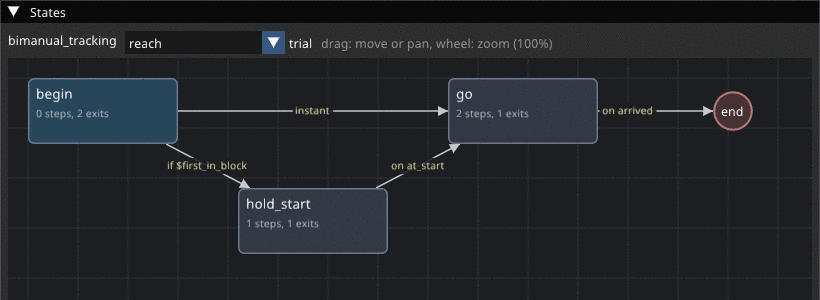 States
bimanual_tracking reach trial drag: move or pan, wheel: zoom (100%)
begin
0 steps, 2 exits
instant
go
2 steps, 1 exits
on arrived
end
if $first_in_block
on at_start
hold_start
1 steps, 1 exits